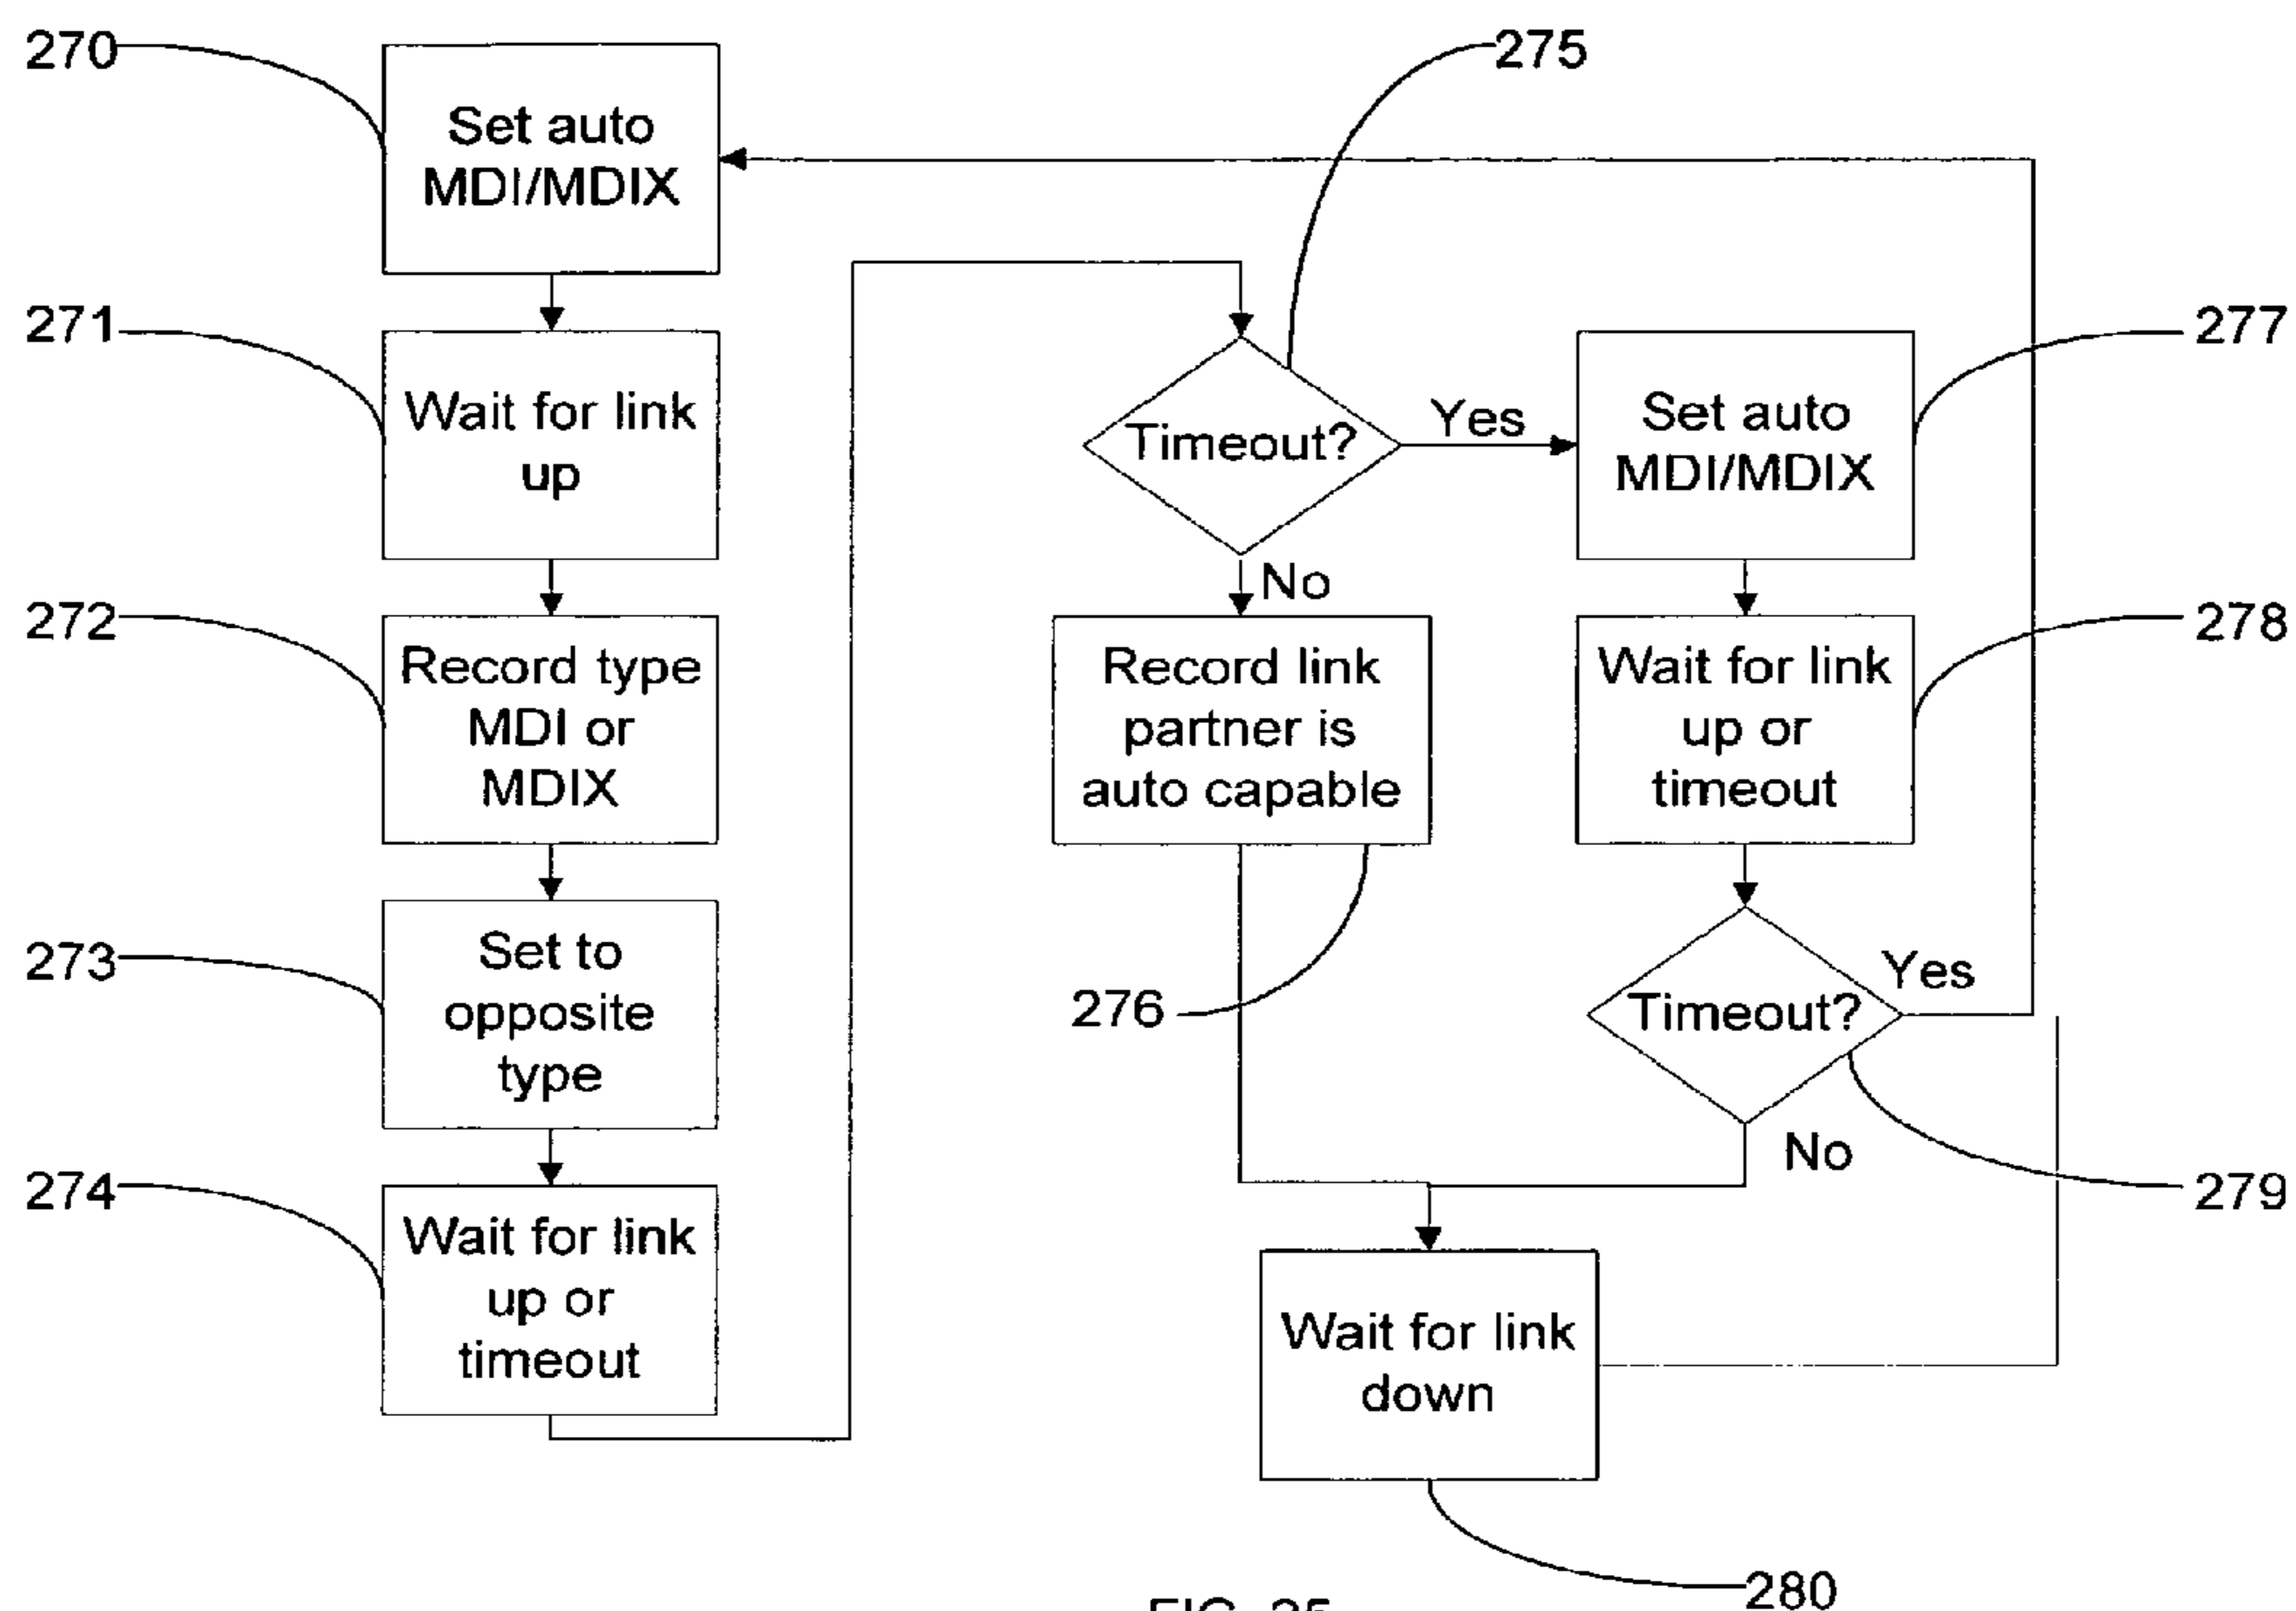 270
Set auto
MDI/MDIX
271
Wait for link
up
272
Record type
MDI or
MDIX
273
Set to
opposite
type
274
Wait for link
up or
timeout
275
Timeout?
Yes
No
276
Record link
partner is
auto capable
277
Set auto
MDI/MDIX
278
Wait for link
up or
timeout
279
Timeout?
Yes
No
280
Wait for link
down